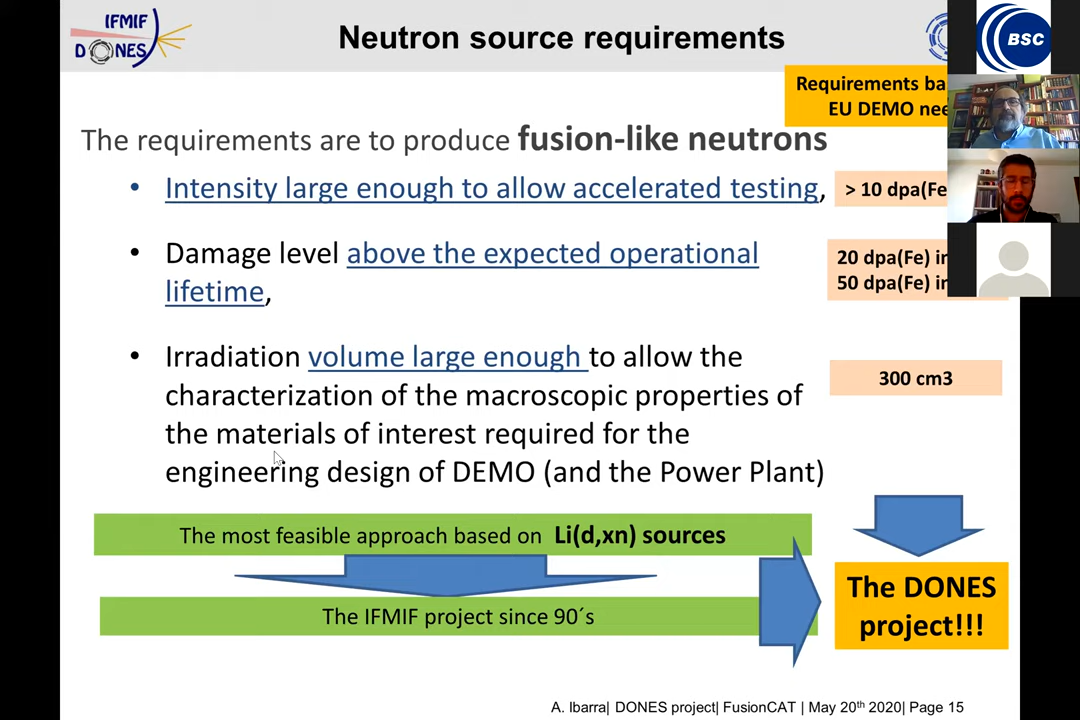 IFMIF
DONES
Neutron source requirements
BSC
Requirements
EU DEMO
The requirements are to produce fusion-like neutrons
• Intensity large enough to allow accelerated testing,
> 10 dpa(Fe
• Damage level above the expected operational
lifetime,
20 dpa(Fe)
50 dpa(Fe)
• Irradiation volume large enough to allow the
characterization of the macroscopic properties of
the materials of interest required for the
engineering design of DEMO (and the Power Plant)
300 cm3
The most feasible approach based on Li(d,xn) sources
The IFMIF project since 90´s
The DONES
project!!!
A. Ibarra| DONES project| FusionCAT | May 20th 2020| Page 15